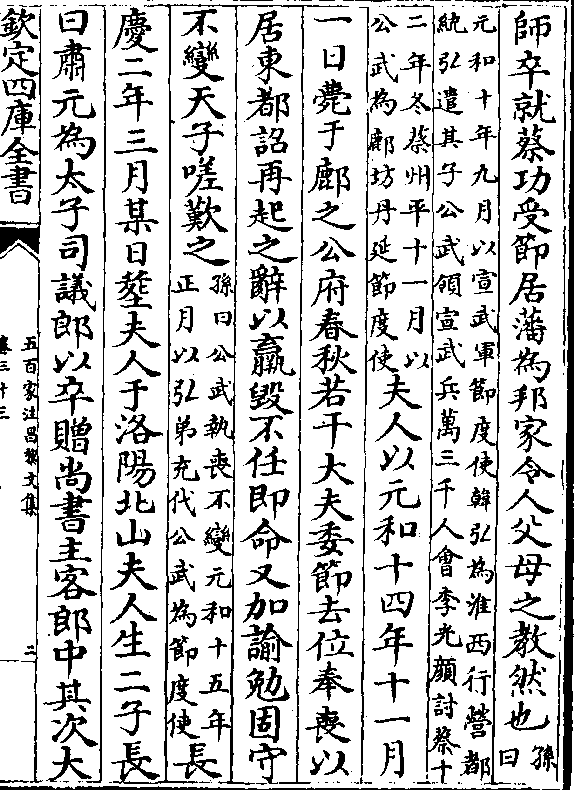 師卒就蔡功受節居藩為邦家令人父母之教然也孫曰
元和十年九月以宣武軍節度使韓弘為淮西行營都
統弘遣其子公武領宣武兵萬三千人會李光顔討蔡十
二年冬蔡州平十一月以
公武為鄜坊丹延節度使
夫人以元和十四年十一月
一日薨于鄜之公府春秋若干大夫委節去位奉喪以
居東都詔再起之辭以羸毀不任即命又加諭勉固守
不變天子嗟歎之
孫曰公武執喪不變元和十五年
正月以弘弟充代公武為節度使
長
慶二年三月某日塟夫人于洛陽北山夫人生二子長
曰肅元為太子司議郎以卒贈尚書主客郎中其次大
欽定四庫全書
五百家注昌黎文集
卷三十三
二